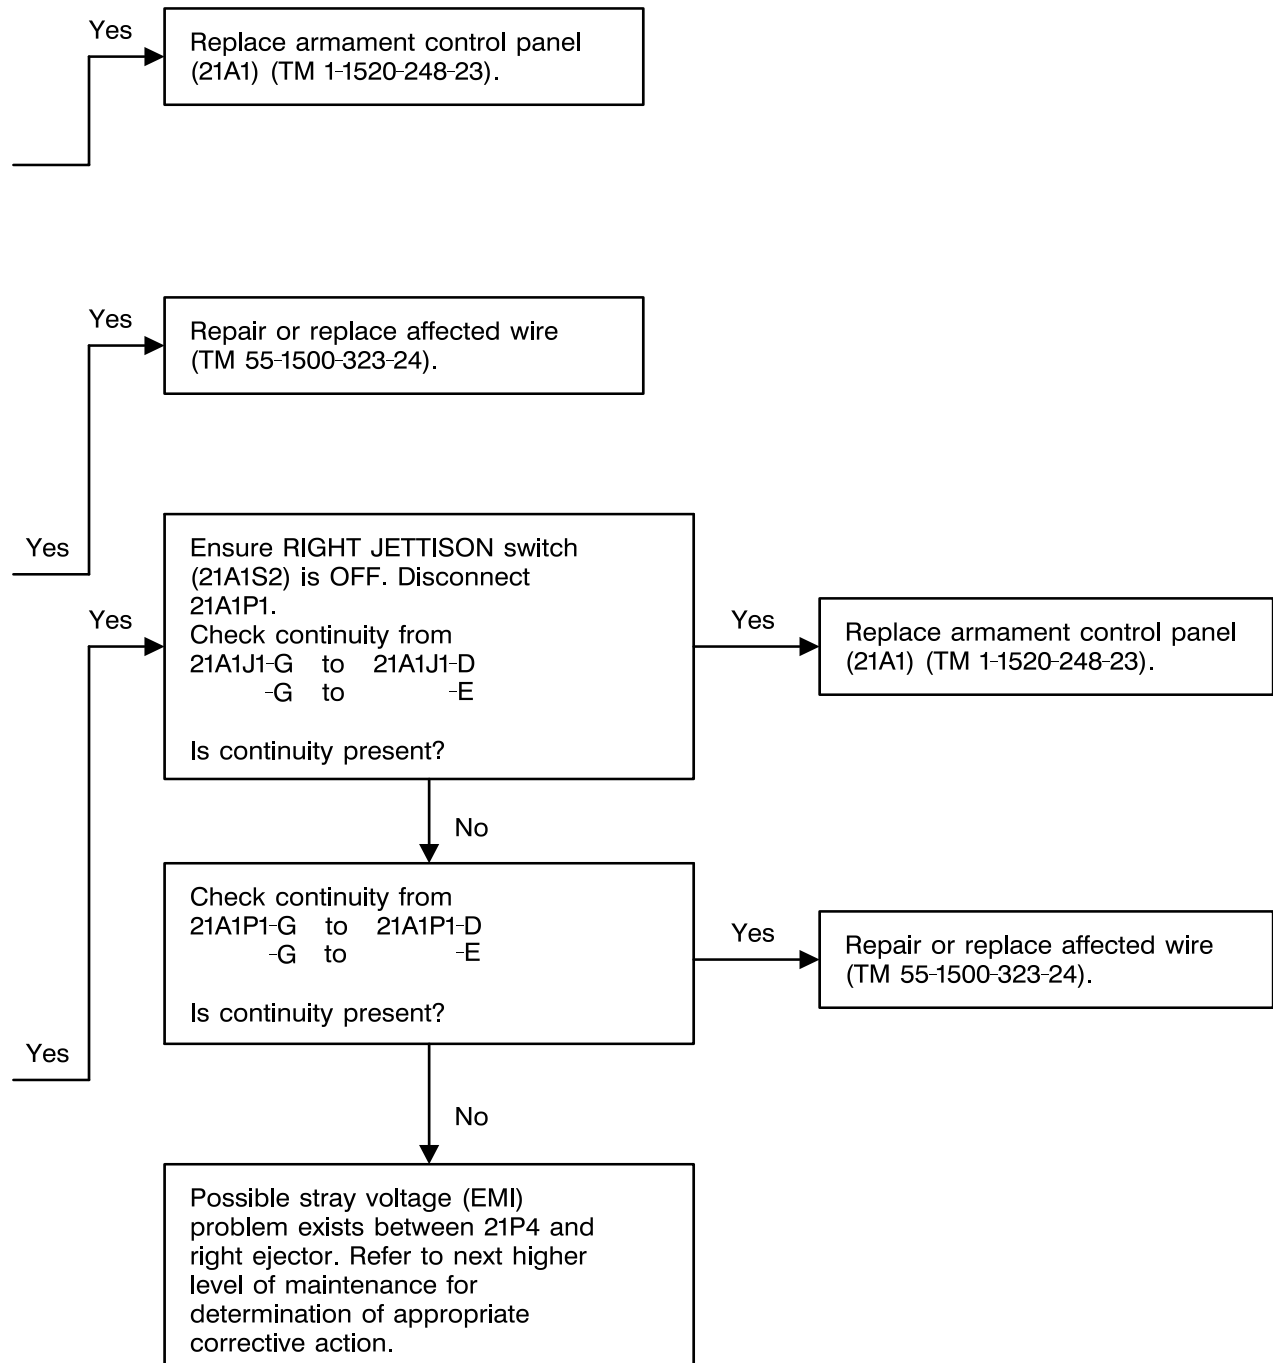 Yes
Replace armament control panel
(21A1) (TM 1-1520-248-23).
Yes
Repair or replace affected wire
(TM 55-1500-323-24).
Yes
Ensure RIGHT JETTISON switch
(21A1S2) is OFF. Disconnect
21A1P1.
Check continuity from
21A1J1-G to 21A1J1-D
-G to -E
Is continuity present?
Yes
Yes
Replace armament control panel
(21A1) (TM 1-1520-248-23).
No
Check continuity from
21A1P1-G to 21A1P1-D
-G to -E
Is continuity present?
Yes
Repair or replace affected wire
(TM 55-1500-323-24).
Yes
No
Possible stray voltage (EMI)
problem exists between 21P4 and
right ejector. Refer to next higher
level of maintenance for
determination of appropriate
corrective action.